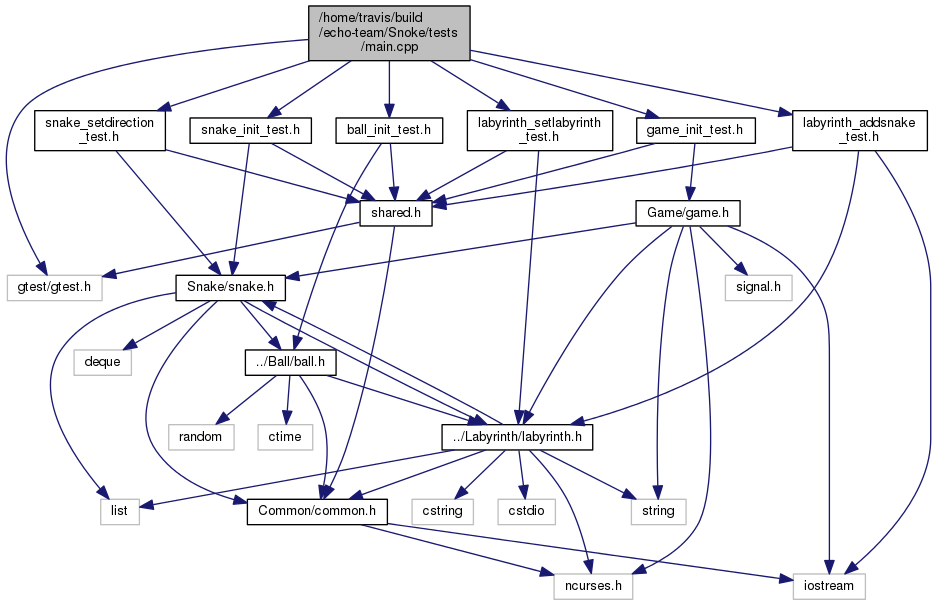 /home/travis/build
/echo-team/Snoke/tests
/main.cpp
snake_setdirection
_test.h
snake_init_test.h
ball_init_test.h
labyrinth_setlabyrinth
_test.h
game_init_test.h
labyrinth_addsnake
_test.h
shared.h
Game/game.h
gtest/gtest.h
Snake/snake.h
signal.h
deque
../Ball/ball.h
random
ctime
../Labyrinth/labyrinth.h
list
Common/common.h
cstring
cstdio
string
ncurses.h
iostream